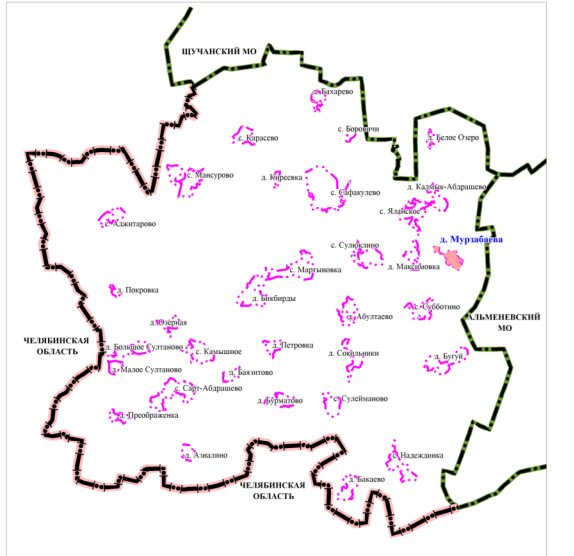 ЩУЧАНСКИЙ МО
д. Бахарево
с. Карасево
с. Боровичи
д. Белое Озеро
с. Мансурово
д. Киреевка
с. Сафакулево
д. Калмык-Абдрашево
с. Яланское
с. Аджитарово
д. Мурзабаева
с. Сулюклино
с. Мартыновка
д. Максимовка
д. Покровка
д. Бикбирды
д. Абултаево
с. Субботино
АЛЬМЕНЕВСКИЙ
МО
д. Озерная
ЧЕЛЯБИНСКАЯ
ОБЛАСТЬ
д. Большое Султаново
с. Камышное
д. Петровка
д. Сокольники
д. Бугуй
д. Малое Султаново
д. Баязитово
с. Сарт-Абдрашево
д. Бурматово
с. Сулейманово
д. Преображенка
д. Азналино
с. Надеждинка
д. Бакаево
ЧЕЛЯБИНСКАЯ
ОБЛАСТЬ